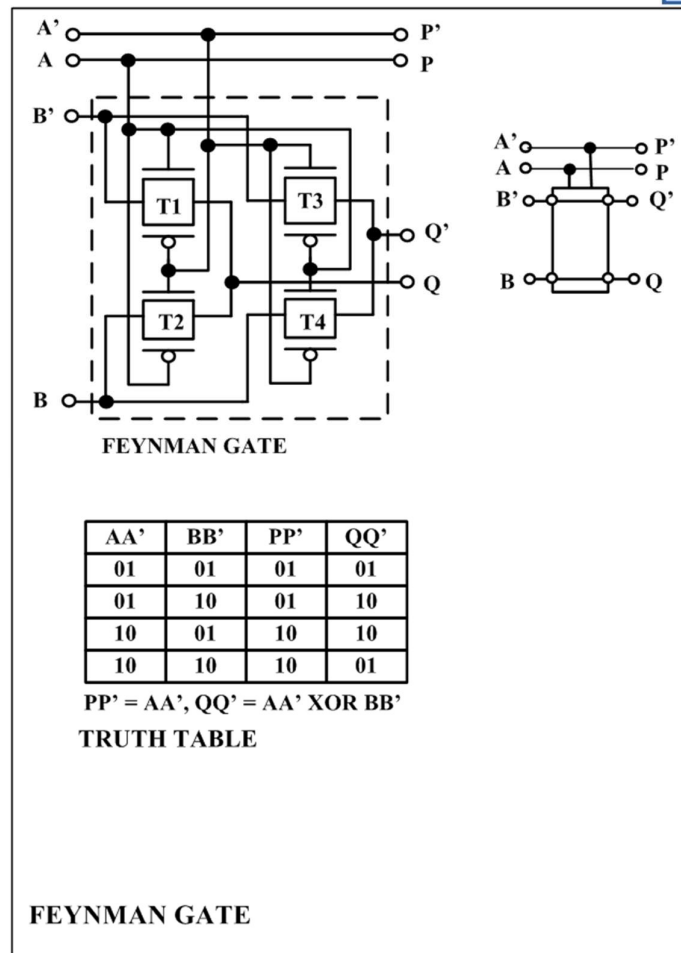 A' P'
A P
B'
T1 T3
Q'
Q
T2 T4
B
FEYNMAN GATE
A' P'
A P
B' Q'
B Q
AA’ BB’ PP’ QQ’
01 01 01 01
01 10 01 10
10 01 10 10
10 10 10 01
PP’ = AA’, QQ’ = AA’ XOR BB’
TRUTH TABLE
FEYNMAN GATE